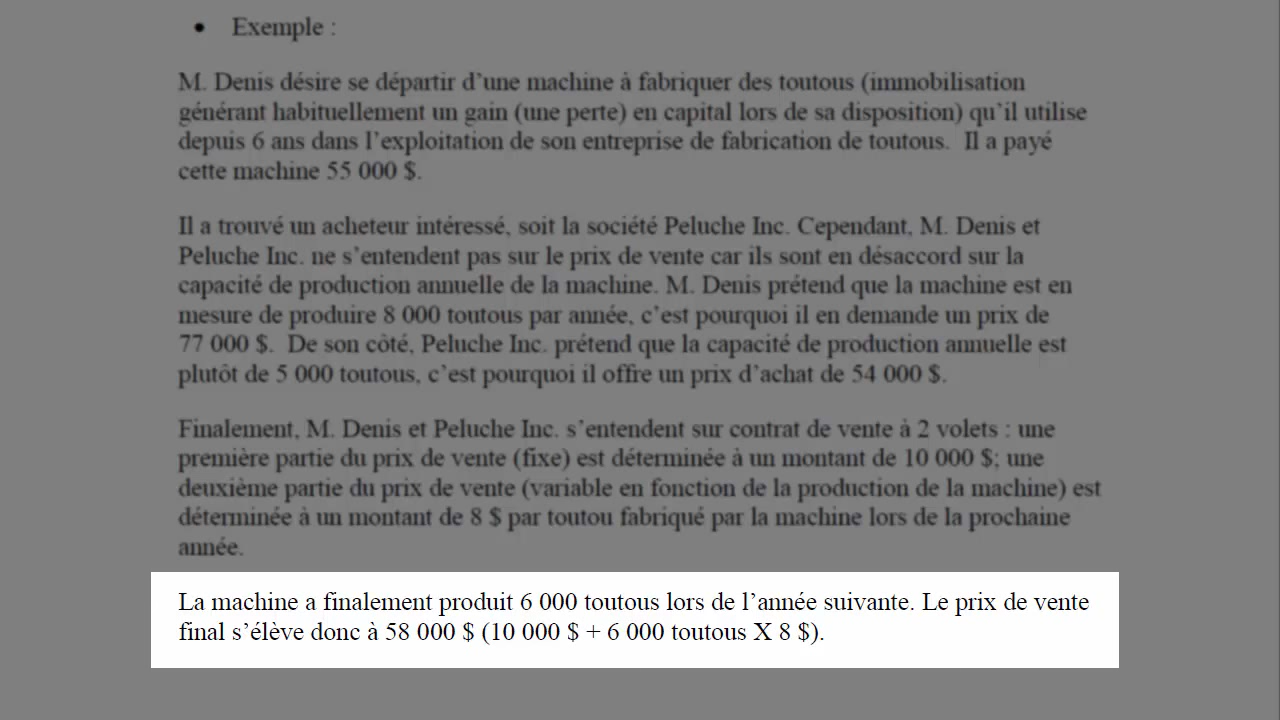 • Exemple :
M. Denis désire se départir d’une machine à fabriquer des toutous (immobilisation
générant habituellement un gain (une perte) en capital lors de sa disposition) qu’il utilise
depuis 6 ans dans l’exploitation de son entreprise de fabrication de toutous. Il a payé
cette machine 55 000 $.
Il a trouvé un acheteur intéressé, soit la société Peluche Inc. Cependant, M. Denis et
Peluche Inc. ne s’entendent pas sur le prix de vente car ils sont en désaccord sur la
capacité de production annuelle de la machine. M. Denis prétend que la machine est en
mesure de produire 8 000 toutous par année, c’est pourquoi il en demande un prix de
77 000 $. De son côté, Peluche Inc. prétend que la capacité de production annuelle est
plutôt de 5 000 toutous, c’est pourquoi il offre un prix d’achat de 54 000 $.
Finalement, M. Denis et Peluche Inc. s’entendent sur contrat de vente à 2 volets : une
première partie du prix de vente (fixe) est déterminée à un montant de 10 000 $; une
deuxième partie du prix de vente (variable en fonction de la production de la machine) est
déterminée à un montant de 8 $ par toutou fabriqué par la machine lors de la prochaine
année.
La machine a finalement produit 6 000 toutous lors de l’année suivante. Le prix de vente
final s’élève donc à 58 000 $ (10 000 $ + 6 000 toutous X 8 $).